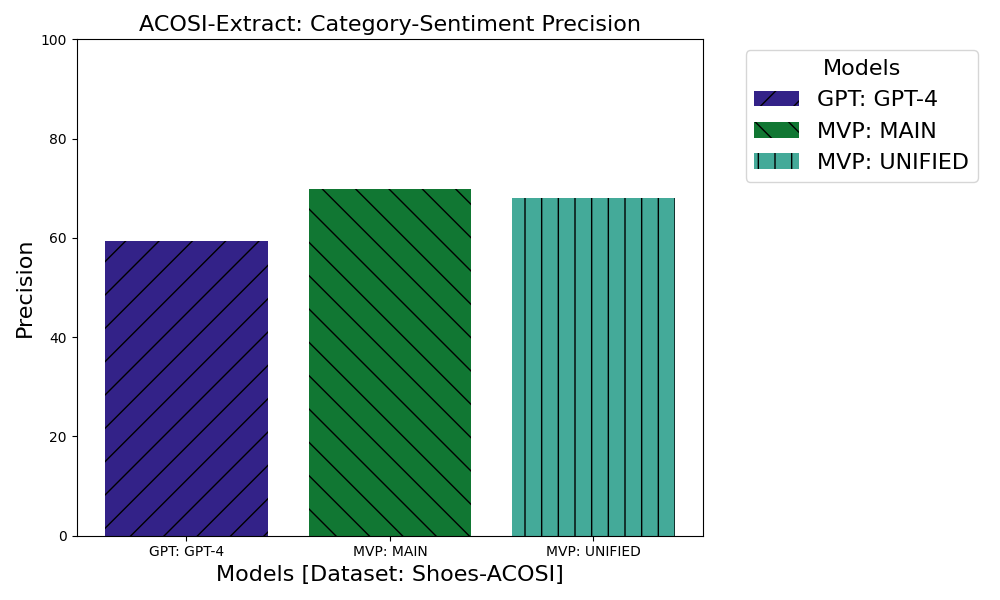 ACOSI-Extract: Category-Sentiment Precision
100
80
60
40
20
0
Precision
GPT: GPT-4
MVP: MAIN
MVP: UNIFIED
Models [Dataset: Shoes-ACOSI]
Models
GPT: GPT-4
MVP: MAIN
MVP: UNIFIED